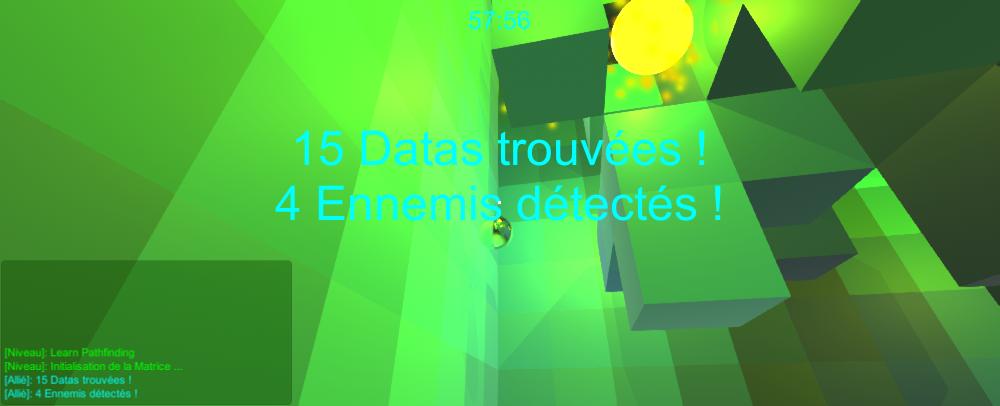 57:56
15 Datas trouvées !
4 Ennemis détectés !
[Niveau]: Learn Pathfinding
[Niveau]: Initialisation de la Matrice ...
[Allié]: 15 Datas trouvées !
[Allié]: 4 Ennemis détectés !